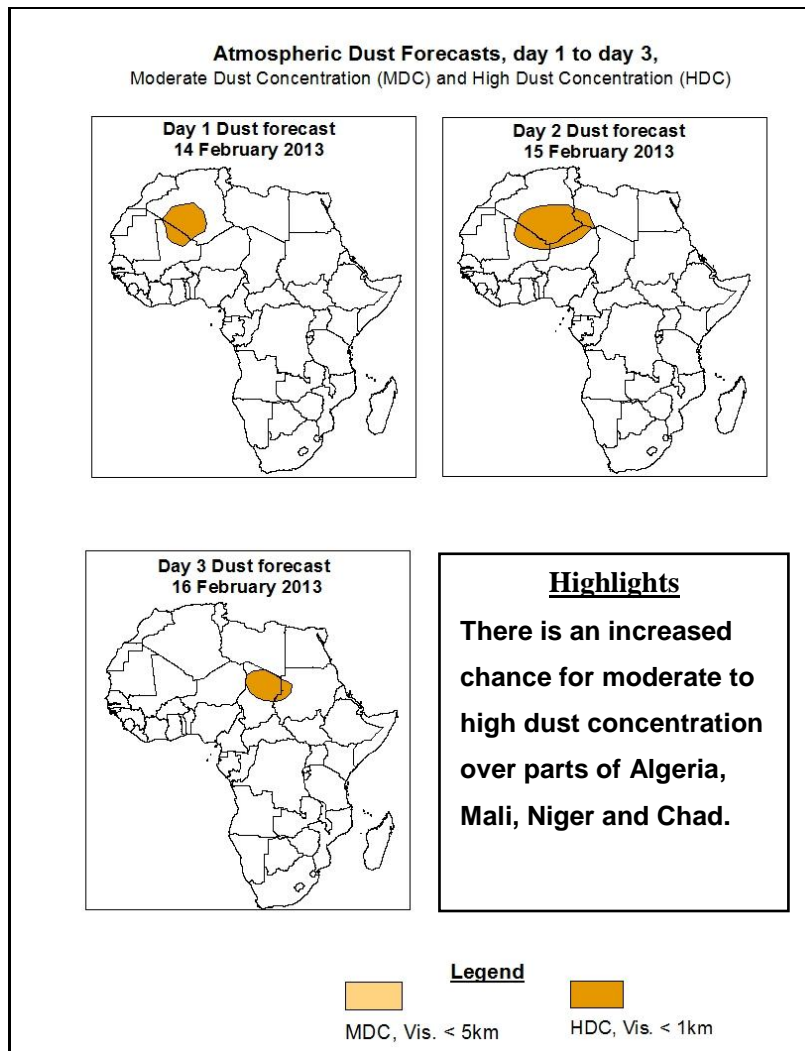 Atmospheric Dust Forecasts, day 1 to day 3,
Moderate Dust Concentration (MDC) and High Dust Concentration (HDC)
Day 1 Dust forecast
14 February 2013
Day 2 Dust forecast
15 February 2013
Day 3 Dust forecast
16 February 2013
Highlights
There is an increased
chance for moderate to
high dust concentration
over parts of Algeria,
Mali, Niger and Chad.
Legend
MDC, Vis. < 5km
HDC, Vis. < 1km